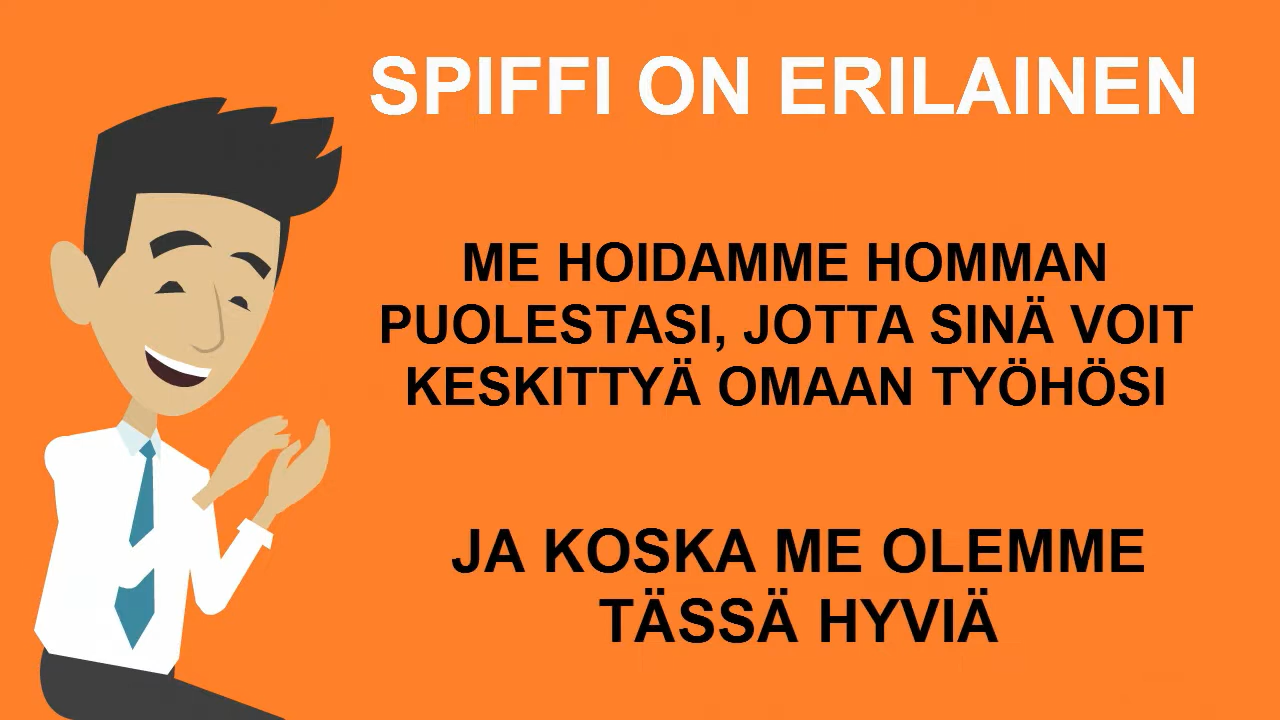 SPIFFI ON ERILAINEN
ME HOIDAMME HOMMAN
PUOLESTASI, JOTTA SINÄ VOIT
KESKITTYÄ OMAAN TYÖHÖSI
JA KOSKA ME OLEMME
TÄSSÄ HYVIÄ